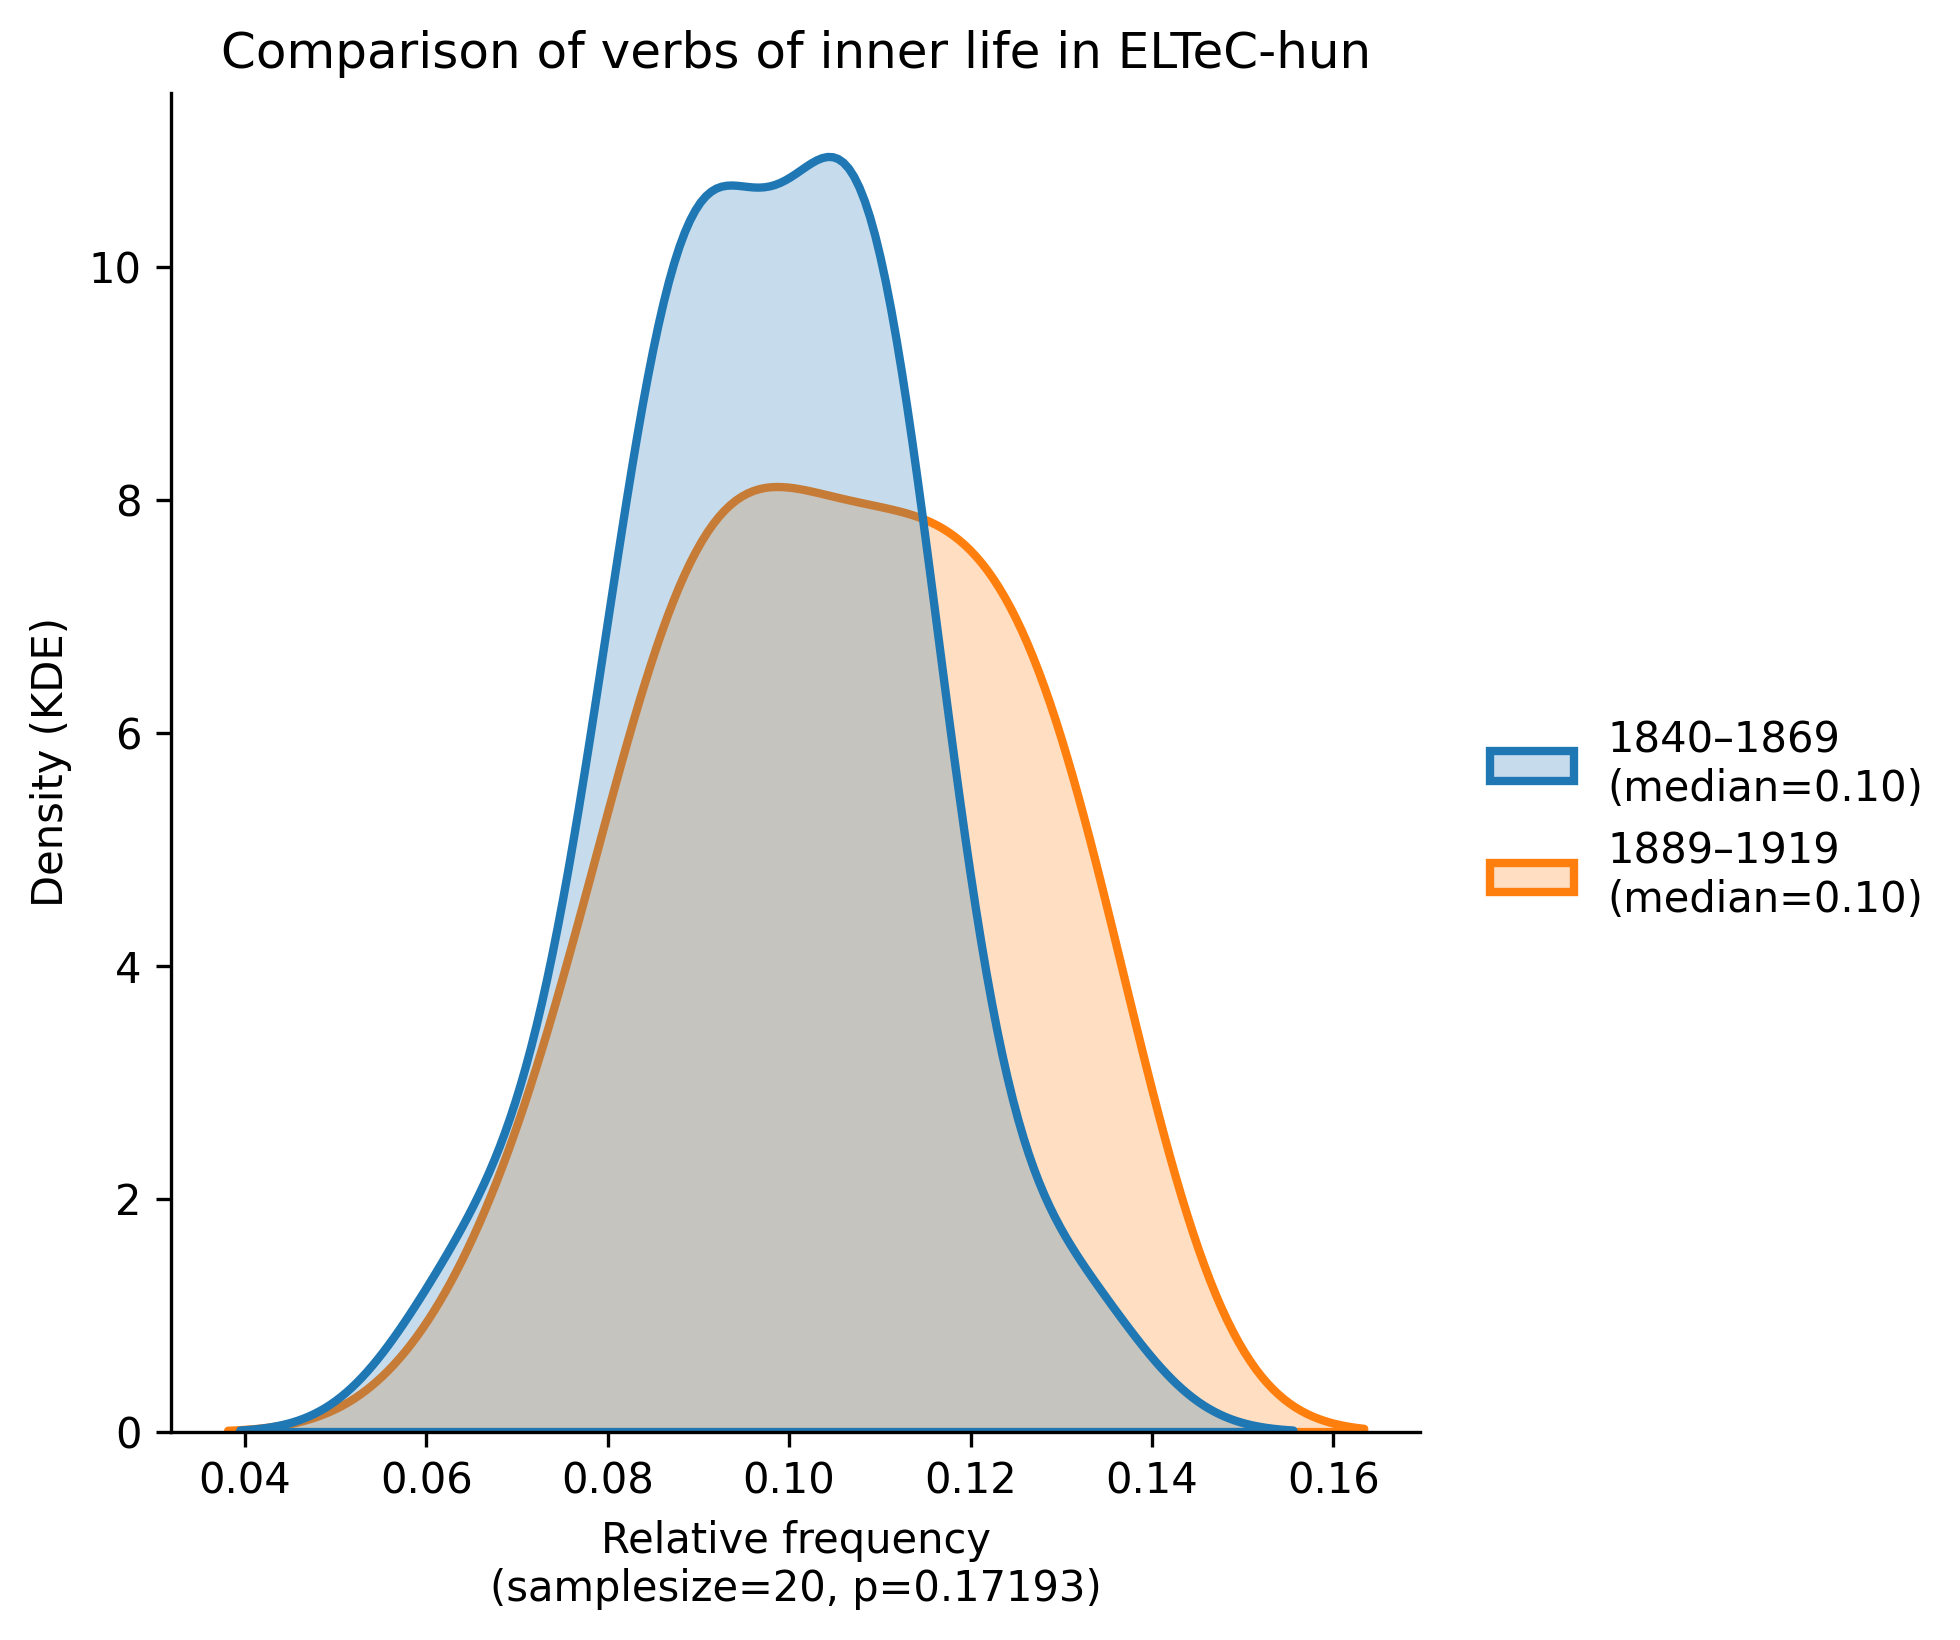 Comparison of verbs of inner life in ELTeC-hun
Density (KDE)
10
8
6
4
2
0
0.04 0.06 0.08 0.10 0.12 0.14 0.16
Relative frequency
(samplesize=20, p=0.17193)
1840–1869
(median=0.10)
1889–1919
(median=0.10)